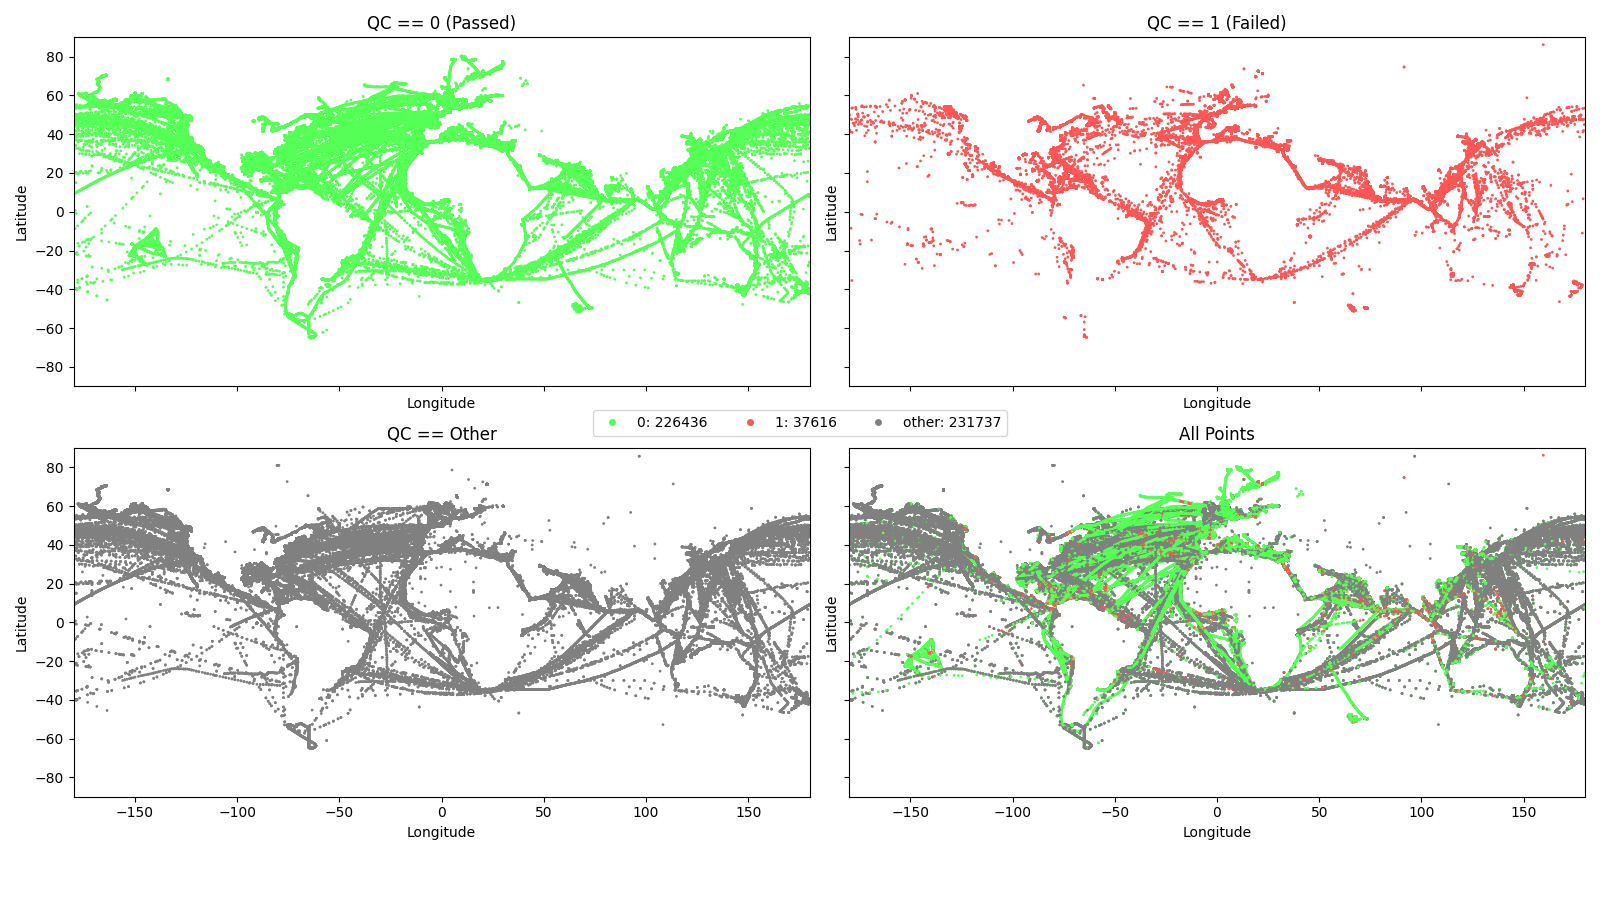 QC == 0 (Passed)
QC == 1 (Failed)
80
60
40
20
0
−20
−40
−60
−80
Latitude
Latitude
Longitude
Longitude
0: 226436
1: 37616
other: 231737
QC == Other
All Points
80
60
40
20
0
−20
−40
−60
−80
Latitude
Latitude
−150 −100 −50 0 50 100 150
−150 −100 −50 0 50 100 150
Longitude
Longitude